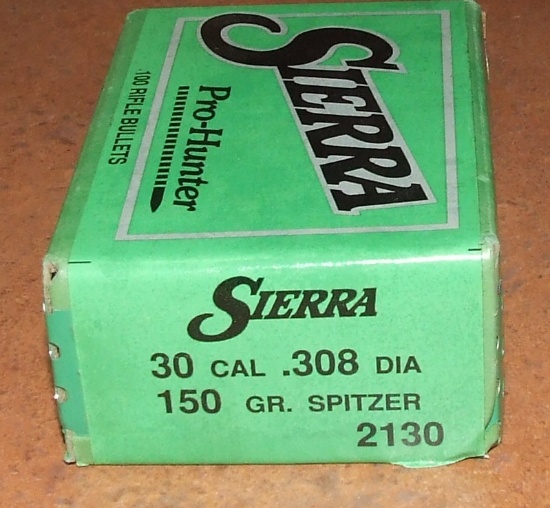 SIERRA
Pro-Hunter
100 RIFLE BULLETS
SIERRA
30 CAL .308 DIA
150 GR. SPITZER
2130